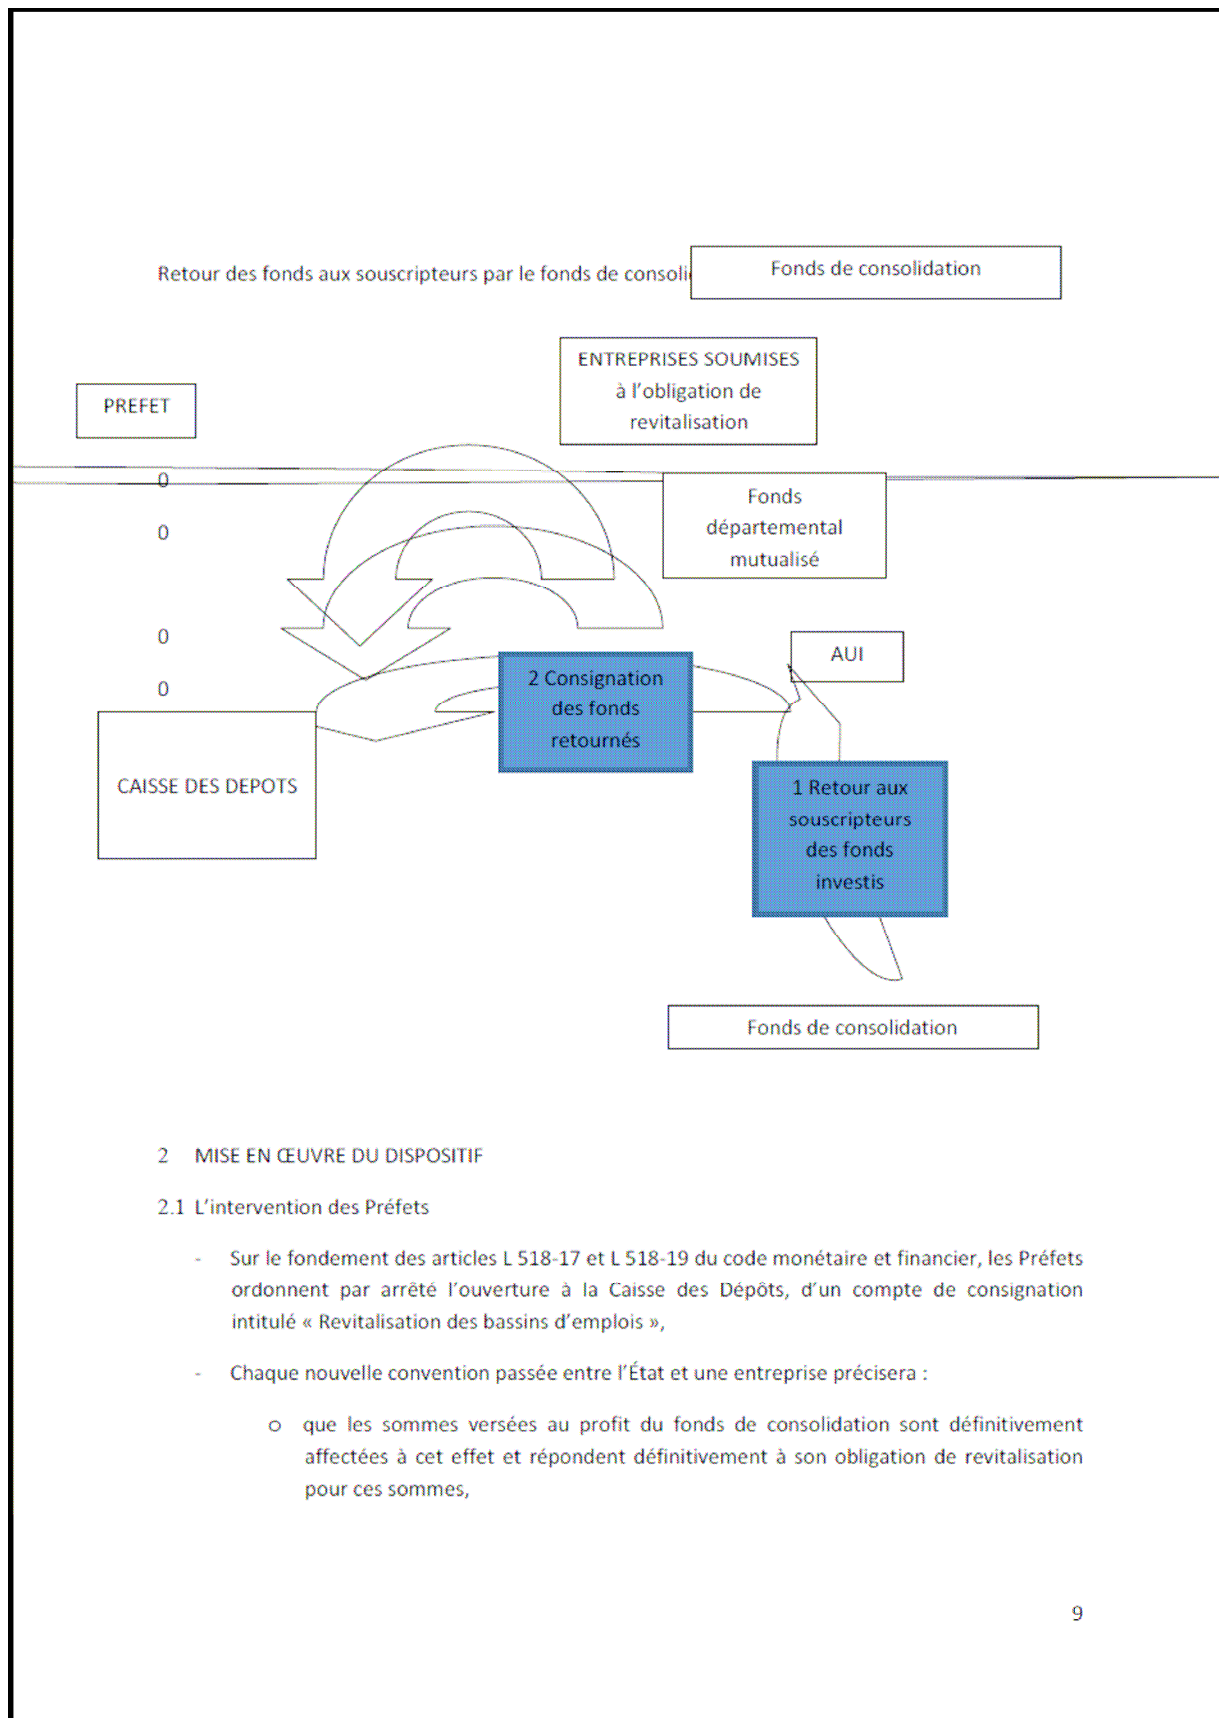 Retour des fonds aux souscripteurs par le fonds de consoli
Fonds de consolidation
ENTREPRISES SOUMISES
à l’obligation de
revitalisation
PREFET
0
Fonds
départemental
mutualisé
0
0
AUI
0
2 Consignation
des fonds
retournés
CAISSE DES DEPOTS
1 Retour aux
souscripteurs
des fonds
investis
Fonds de consolidation
2 MISE EN ŒUVRE DU DISPOSITIF
2.1 L’intervention des Préfets
- Sur le fondement des articles L 518-17 et L 518-19 du code monétaire et financier, les Préfets
ordonnent par arrêté l’ouverture à la Caisse des Dépôts, d’un compte de consignation
intitulé « Revitalisation des bassins d’emplois »,
- Chaque nouvelle convention passée entre l’État et une entreprise précisera :
o que les sommes versées au profit du fonds de consolidation sont définitivement
affectées à cet effet et répondent définitivement à son obligation de revitalisation
pour ces sommes,
9